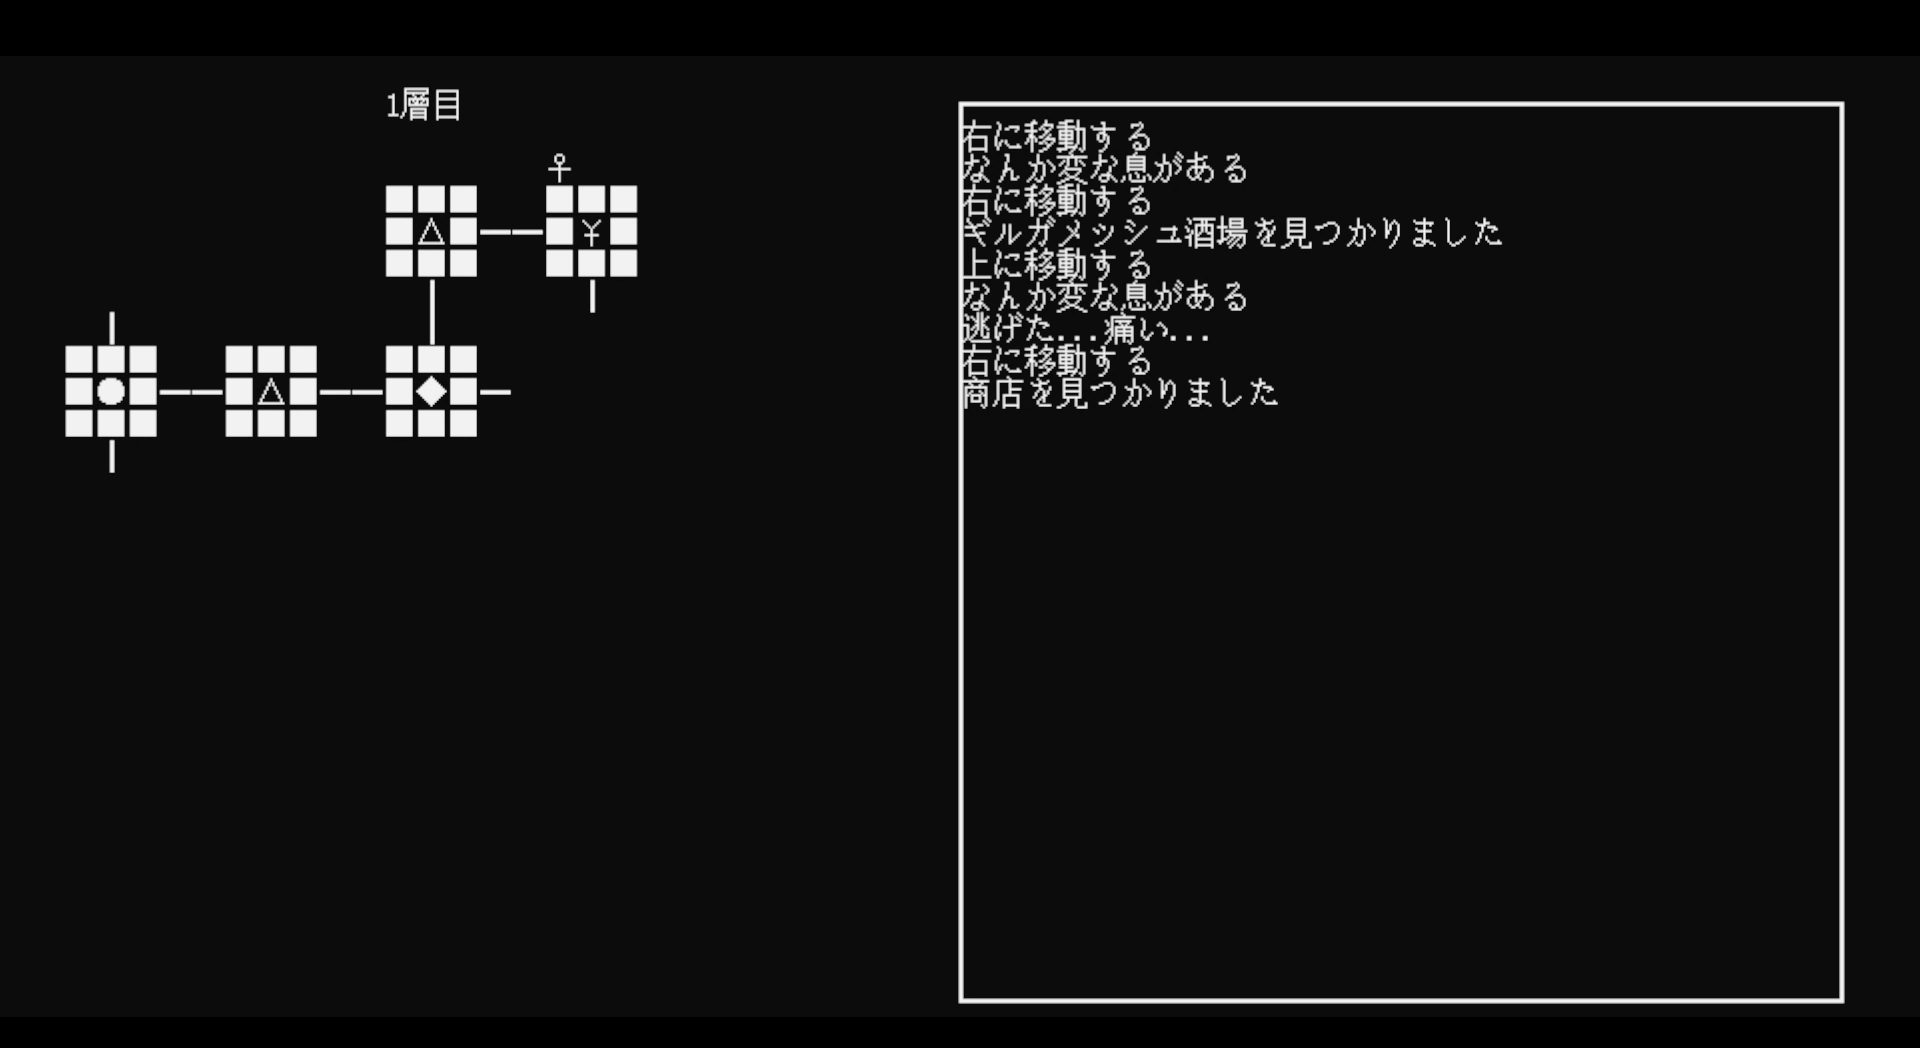 1層目
¥
右に移動する
なんか変な息がある
右に移動する
ギルガメッシュ酒場を見つかりました
上に移動する
なんか変な息がある
逃げた...痛い...
右に移動する
商店を見つかりました